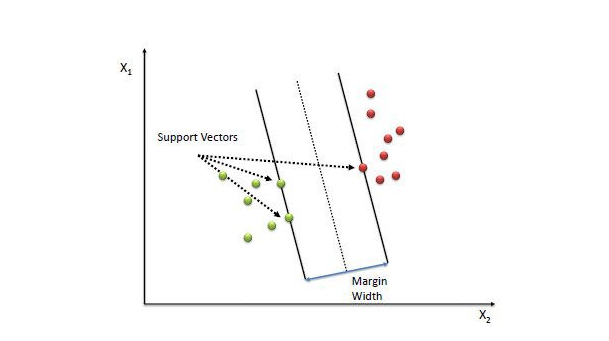 X1
Support Vectors
Margin
Width
X2